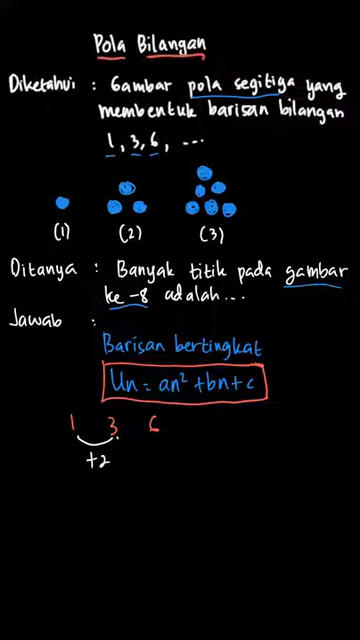 Pola Bilangan
Diketahui : Gambar pola segitiga yang
membentuk barisan bilangan
1, 3, 6, ...
(1) (2) (3)
Ditanya : Banyak titik pada gambar
ke-8 adalah...
Jawab :
Barisan bertingkat
Un = an² + bn + c
1 3 6
+2